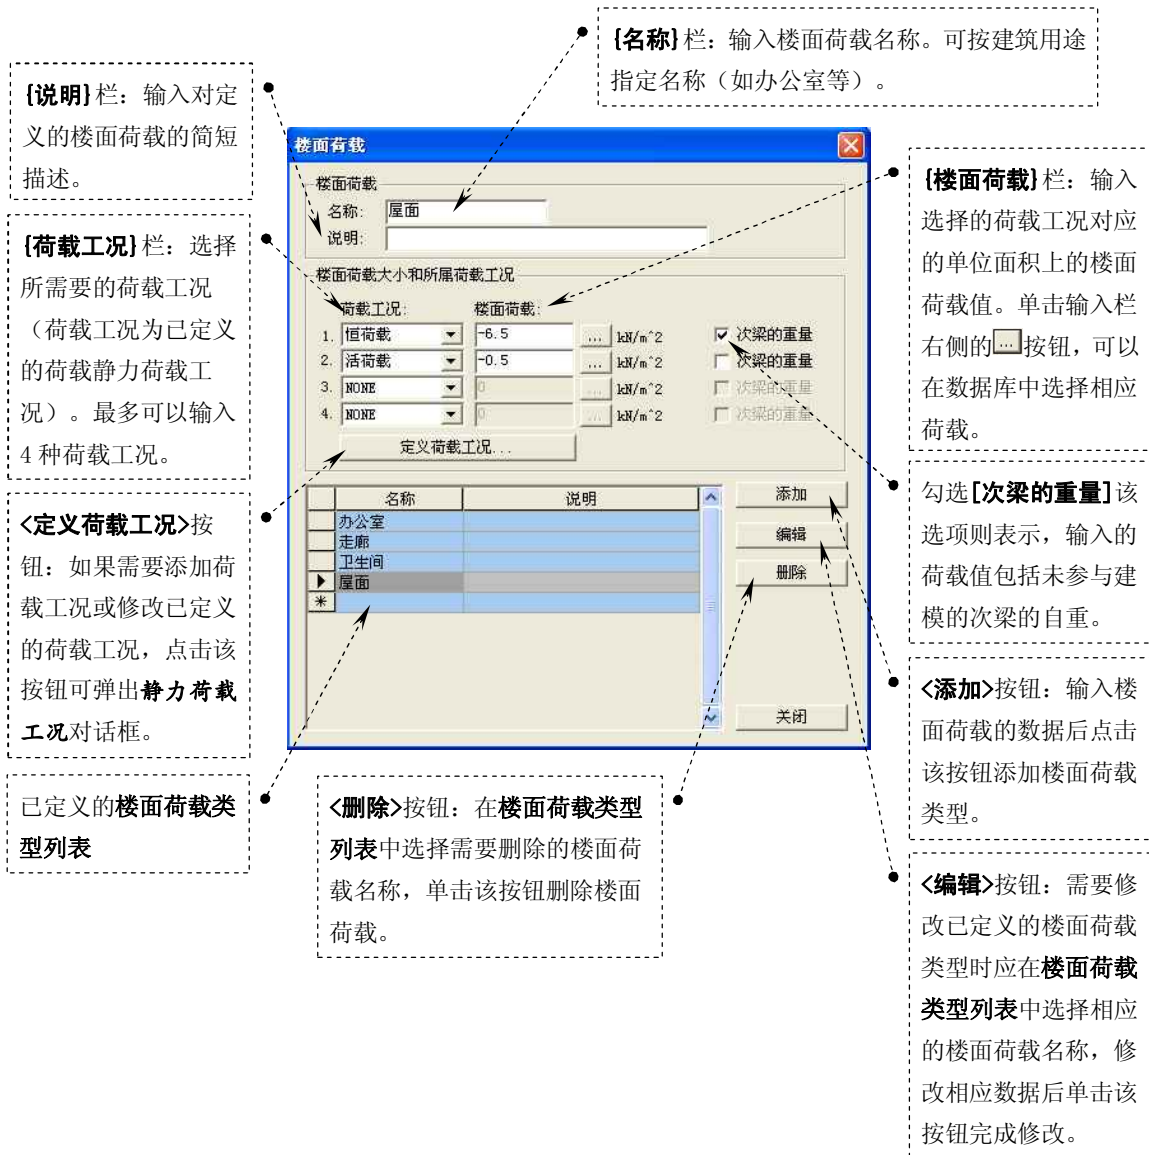 {名称}栏：输入楼面荷载名称。可按建筑用途
指定名称（如办公室等）。
{说明}栏：输入对定
义的楼面荷载的简短
描述。
{荷载工况}栏：选择
所需要的荷载工况
（荷载工况为已定义
的荷载静力荷载工
况）。最多可以输入
4种荷载工况。
<定义荷载工况>按
钮：如果需要添加荷
载工况或修改已定义
的荷载工况，点击该
按钮可弹出静力荷载
工况对话框。
已定义的楼面荷载类
型列表
楼面荷载
楼面荷载
名称： 屋面
说明：
楼面荷载大小和所属荷载工况
荷载工况： 楼面荷载：
1. 恒荷载 -6.5 ... kN/m^2 次梁的重量
2. 活荷载 -0.5 ... kN/m^2 次梁的重量
3. NONE 0 ... kN/m^2 次梁的重量
4. NONE 0 ... kN/m^2 次梁的重量
定义荷载工况...
名称 说明
办公室
走廊
卫生间
屋面
添加
编辑
删除
关闭
<删除>按钮：在楼面荷载类型
列表中选择需要删除的楼面荷
载名称，单击该按钮删除楼面
荷载。
{楼面荷载}栏：输入
选择的荷载工况对应
的单位面积上的楼面
荷载值。单击输入栏
右侧的...按钮，可以
在数据库中选择相应
荷载。
勾选[次梁的重量]该
选项则表示，输入的
荷载值包括未参与建
模的次梁的自重。
<添加>按钮：输入楼
面荷载的数据后点击
该按钮添加楼面荷载
类型。
<编辑>按钮：需要修
改已定义的楼面荷载
类型时应在楼面荷载
类型列表中选择相应
的楼面荷载名称，修
改相应数据后单击该
按钮完成修改。